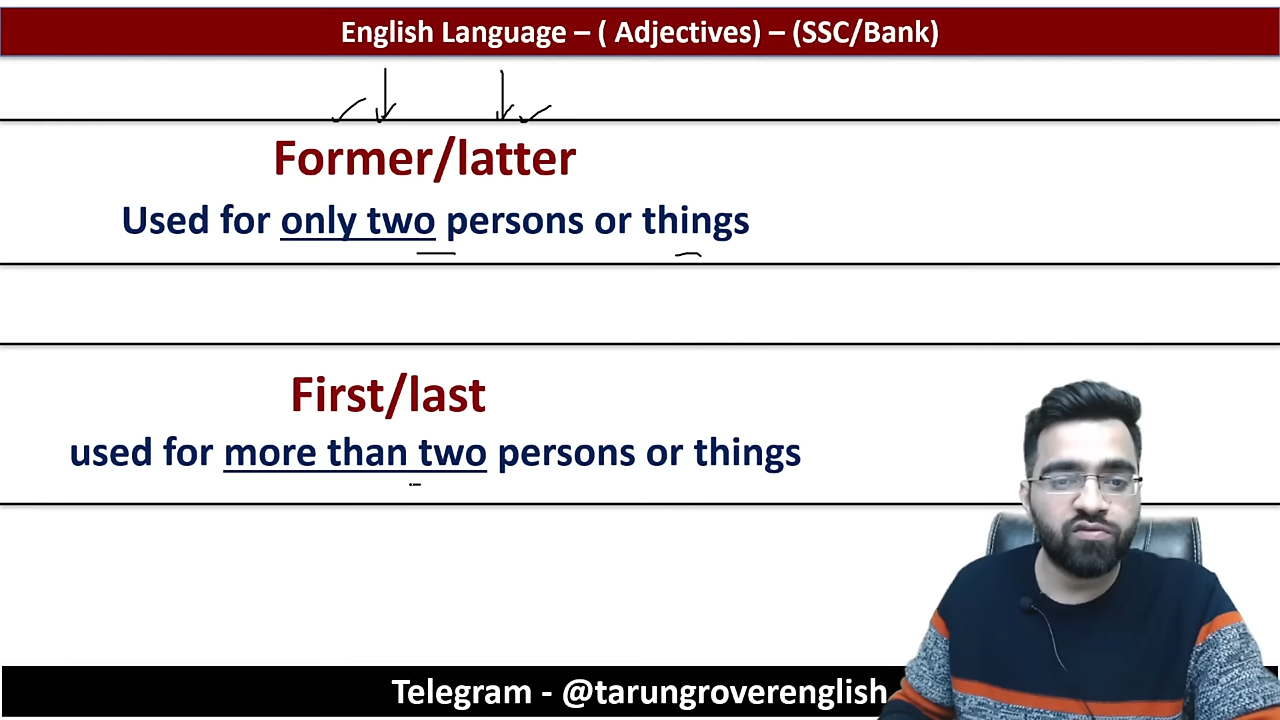 English Language – ( Adjectives) – (SSC/Bank)
Former/latter
Used for only two persons or things
First/last
used for more than two persons or things
Telegram - @tarungroverenglish